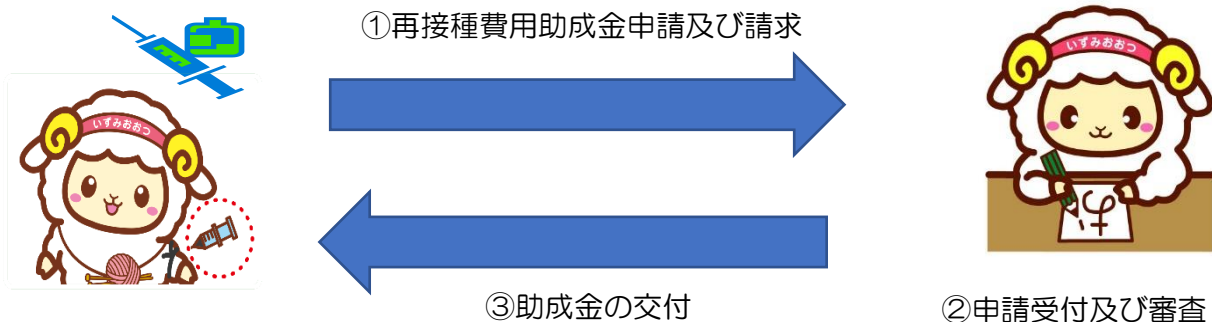 ①再接種費用助成金申請及び請求
いずみおおつ
いずみおおつ
③助成金の交付
②申請受付及び審査